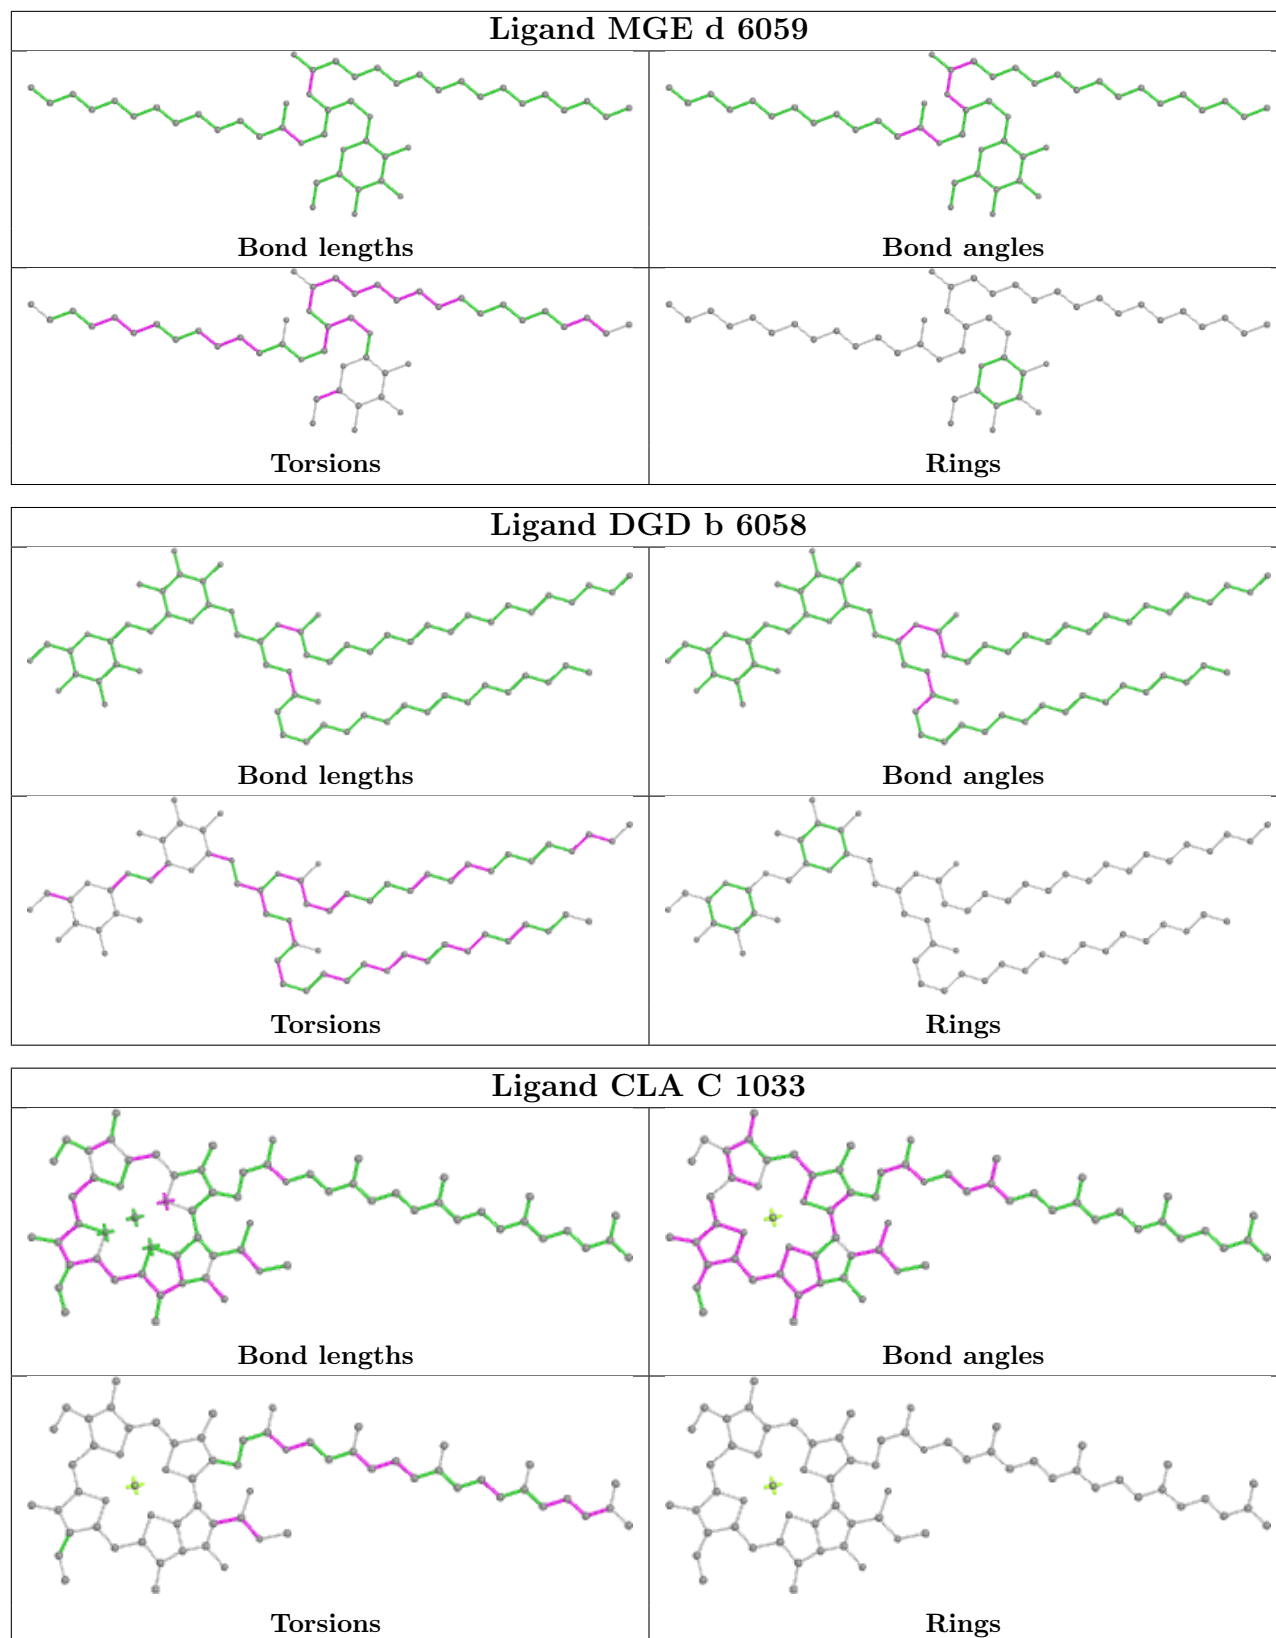 Ligand MGE d 6059
Bond lengths
Bond angles
Torsions
Rings
Ligand DGD b 6058
Bond lengths
Bond angles
Torsions
Rings
Ligand CLA C 1033
Bond lengths
Bond angles
Torsions
Rings